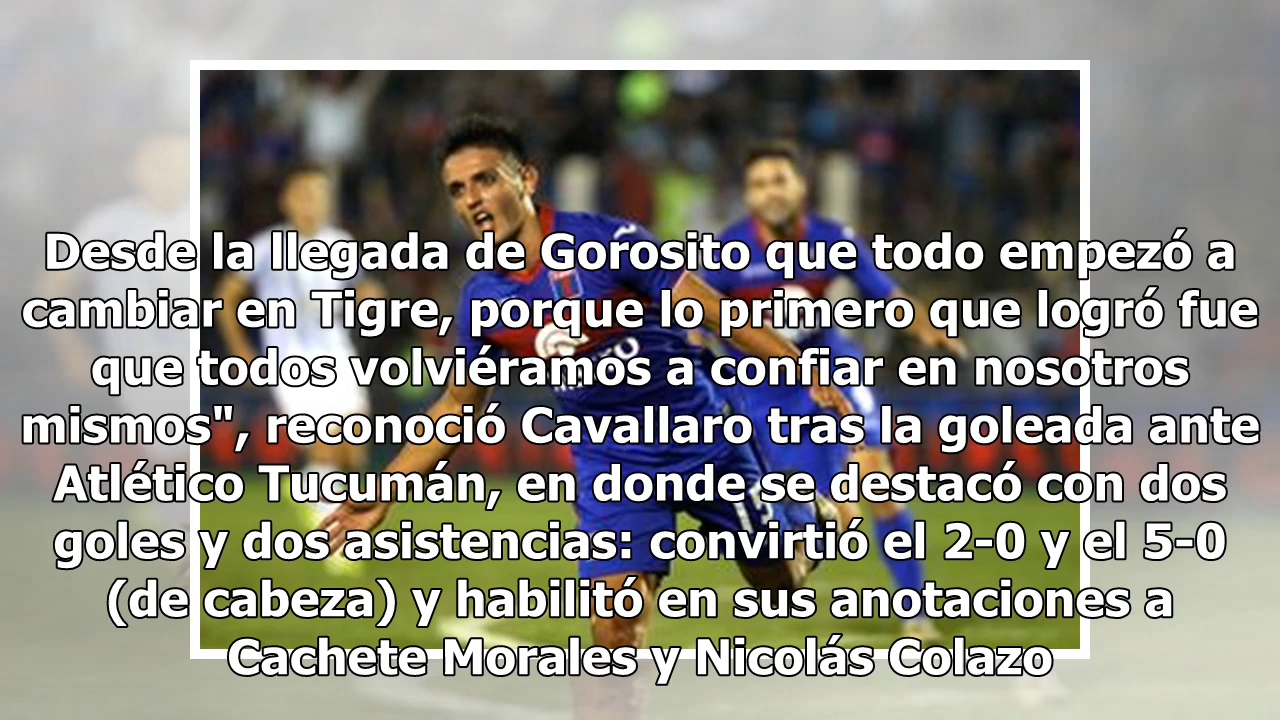 Desde la llegada de Gorosito que todo empezó a
cambiar en Tigre, porque lo primero que logró fue
que todos volviéramos a confiar en nosotros
mismos", reconoció Cavallaro tras la goleada ante
Atlético Tucumán, en donde se destacó con dos
goles y dos asistencias: convirtió el 2-0 y el 5-0
(de cabeza) y habilitó en sus anotaciones a
Cachete Morales y Nicolás Colazo